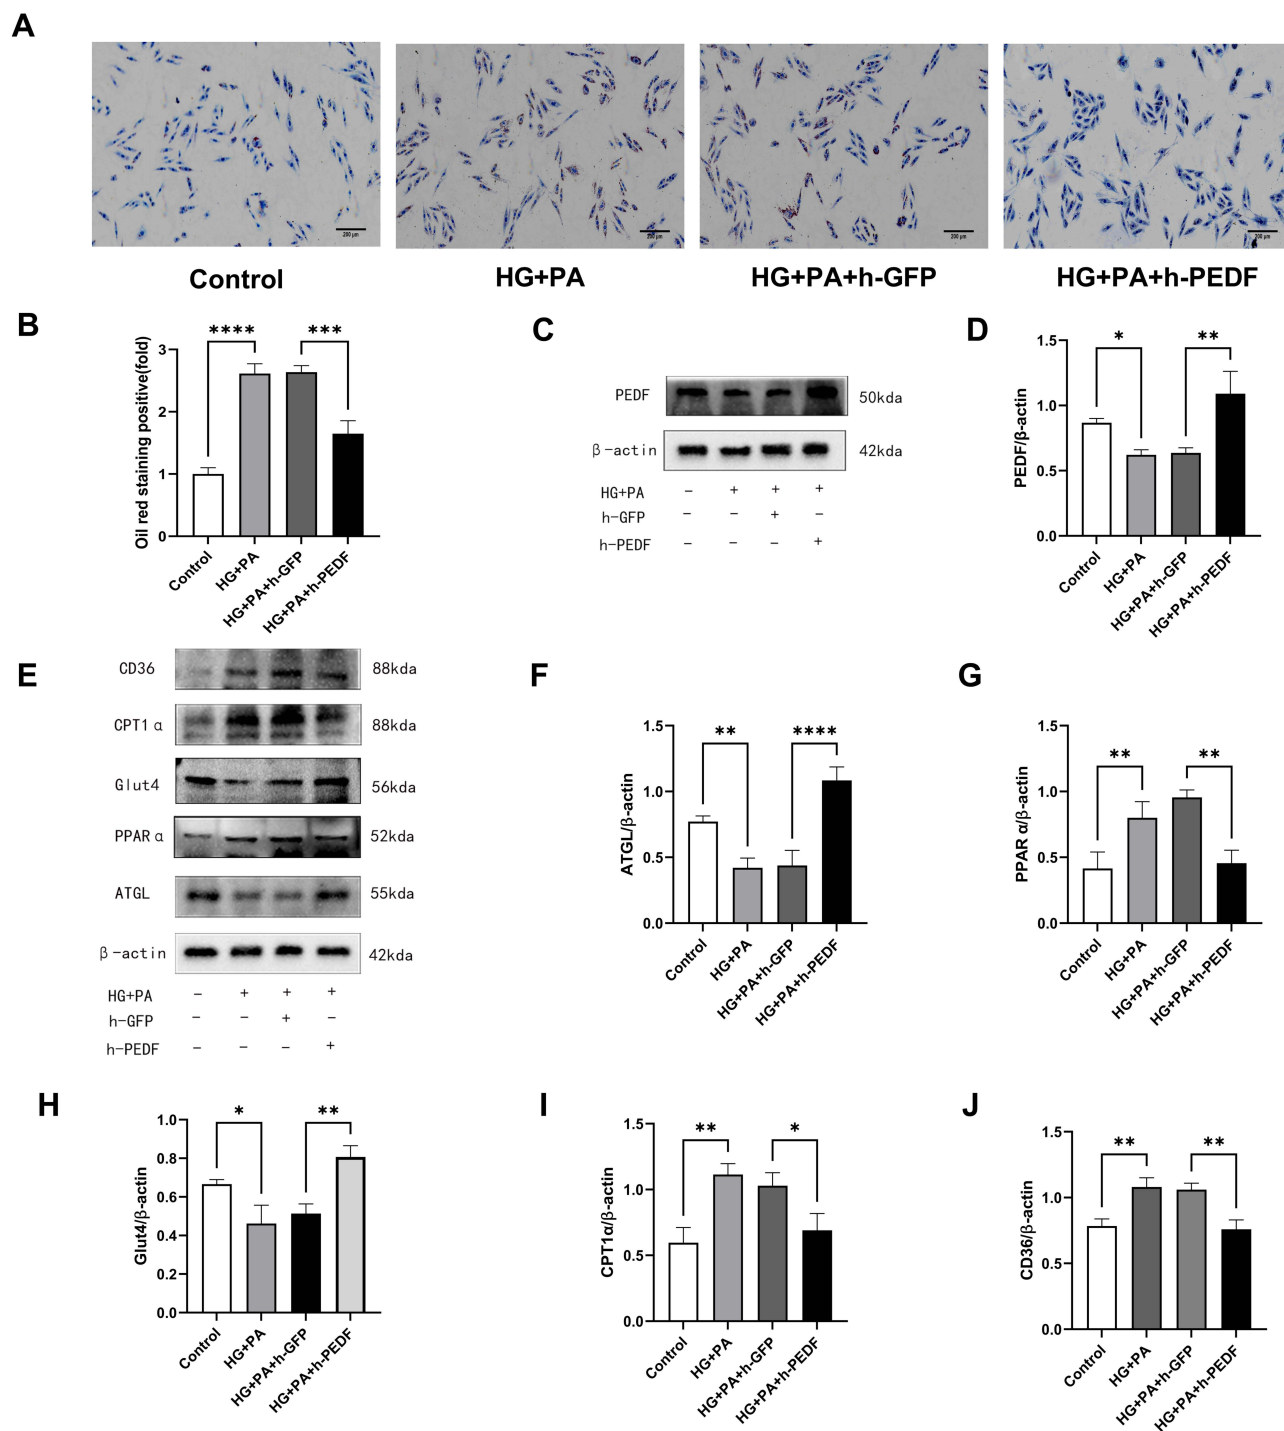 A
200 μm
200 μm
200 μm
200 μm
Control
HG+PA
HG+PA+h-GFP
HG+PA+h-PEDF
B
Oil red staining positive(fold)
3
2
1
0
****
***
Control
HG+PA
HG+PA+h-GFP
HG+PA+h-PEDF
C
PEDF
50kda
β-actin
42kda
HG+PA − + + +
h-GFP − − + −
h-PEDF − − − +
D
PEDF/β-actin
1.5
1.0
0.5
0.0
*
**
Control
HG+PA
HG+PA+h-GFP
HG+PA+h-PEDF
E
CD36
88kda
CPT1α
88kda
Glut4
56kda
PPARα
52kda
ATGL
55kda
β-actin
42kda
HG+PA − + + +
h-GFP − − + −
h-PEDF − − − +
F
ATGL/β-actin
1.5
1.0
0.5
0.0
**
****
Control
HG+PA
HG+PA+h-GFP
HG+PA+h-PEDF
G
PPAR α/β-actin
1.5
1.0
0.5
0.0
**
**
Control
HG+PA
HG+PA+h-GFP
HG+PA+h-PEDF
H
Glut4/β-actin
1.0
0.8
0.6
0.4
0.2
0.0
*
**
Control
HG+PA
HG+PA+h-GFP
HG+PA+h-PEDF
I
CPT1α/β-actin
1.5
1.0
0.5
0.0
**
*
Control
HG+PA
HG+PA+h-GFP
HG+PA+h-PEDF
J
CD36/β-actin
1.5
1.0
0.5
0.0
**
**
Control
HG+PA
HG+PA+h-GFP
HG+PA+h-PEDF